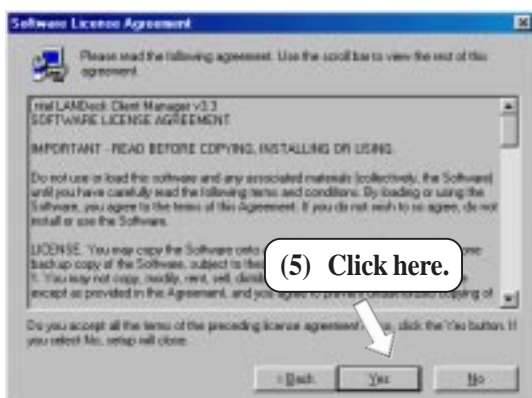 Software License Agreement
Please read the following agreement. Use the scroll bar to view the rest of this
agreement.
ntel LANDesk Client Manager v3.3
SOFTWARE LICENSE AGREEMENT
IMPORTANT - READ BEFORE COPYING, INSTALLING OR USING.
Do not use or load this software and any associated materials (collectively, the Software)
until you have carefully read the following terms and conditions. By loading or using the
Software, you agree to the terms of this Agreement. If you do not wish to so agree, do not
install or use the Software.
LICENSE. You may copy the Software onto one
back up copy of the Software, subject to
1. You may not copy, modify, rent, sell,
except as provided in the Agreement, and you agree to prevent unauthorized copying of
(5) Click here.
Do you accept all the terms of the preceding license agreement click the Yes button. If
you select No, setup will close.
< Back
Yes
No